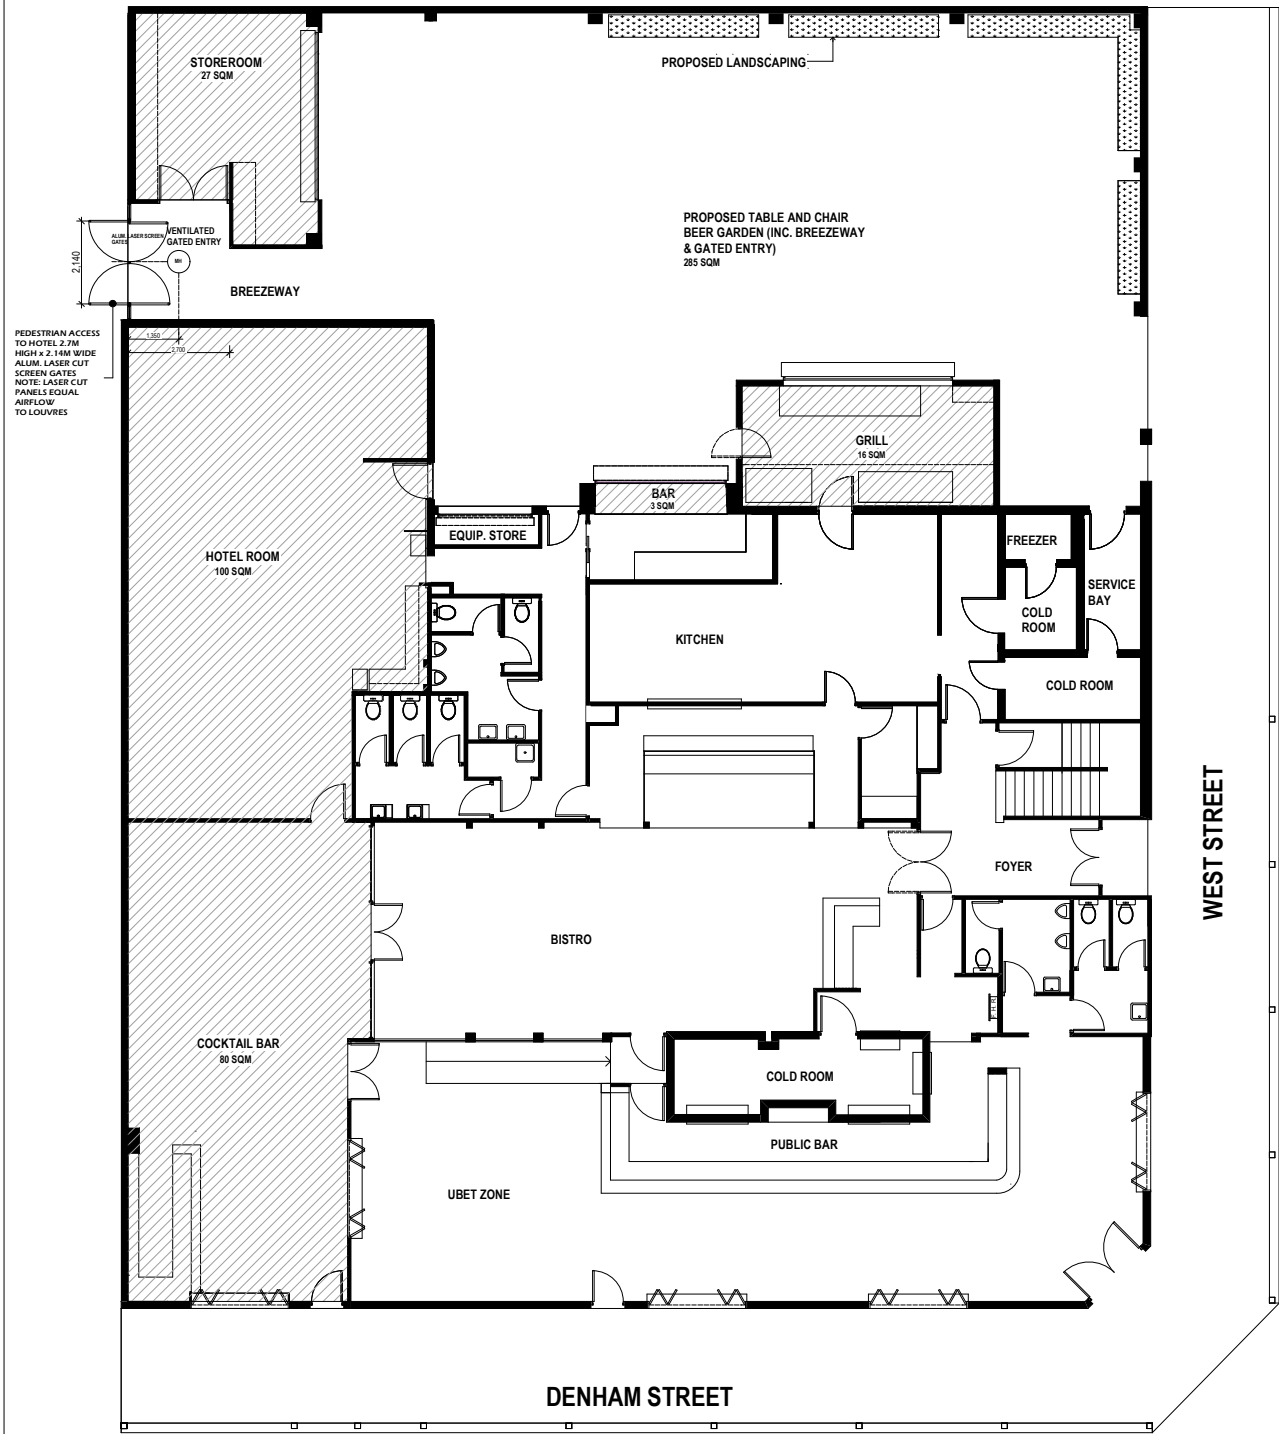 STOREROOM
27 SQM
PROPOSED LANDSCAPING
PROPOSED TABLE AND CHAIR
BEER GARDEN (INC. BREEZEWAY
& GATED ENTRY)
285 SQM
ALUM. LASER SCREEN
GATES
VENTILATED
GATED ENTRY
MH
2,140
BREEZEWAY
PEDESTRIAN ACCESS
TO HOTEL 2.7M
HIGH x 2.14M WIDE
ALUM. LASER CUT
SCREEN GATES
NOTE: LASER CUT
PANELS EQUAL
AIRFLOW
TO LOUVRES
1,350
2,700
GRILL
16 SQM
BAR
3 SQM
EQUIP. STORE
HOTEL ROOM
100 SQM
FREEZER
SERVICE
BAY
COLD
ROOM
KITCHEN
COLD ROOM
WEST STREET
FOYER
BISTRO
F H R
COCKTAIL BAR
80 SQM
COLD ROOM
PUBLIC BAR
UBET ZONE
DENHAM STREET